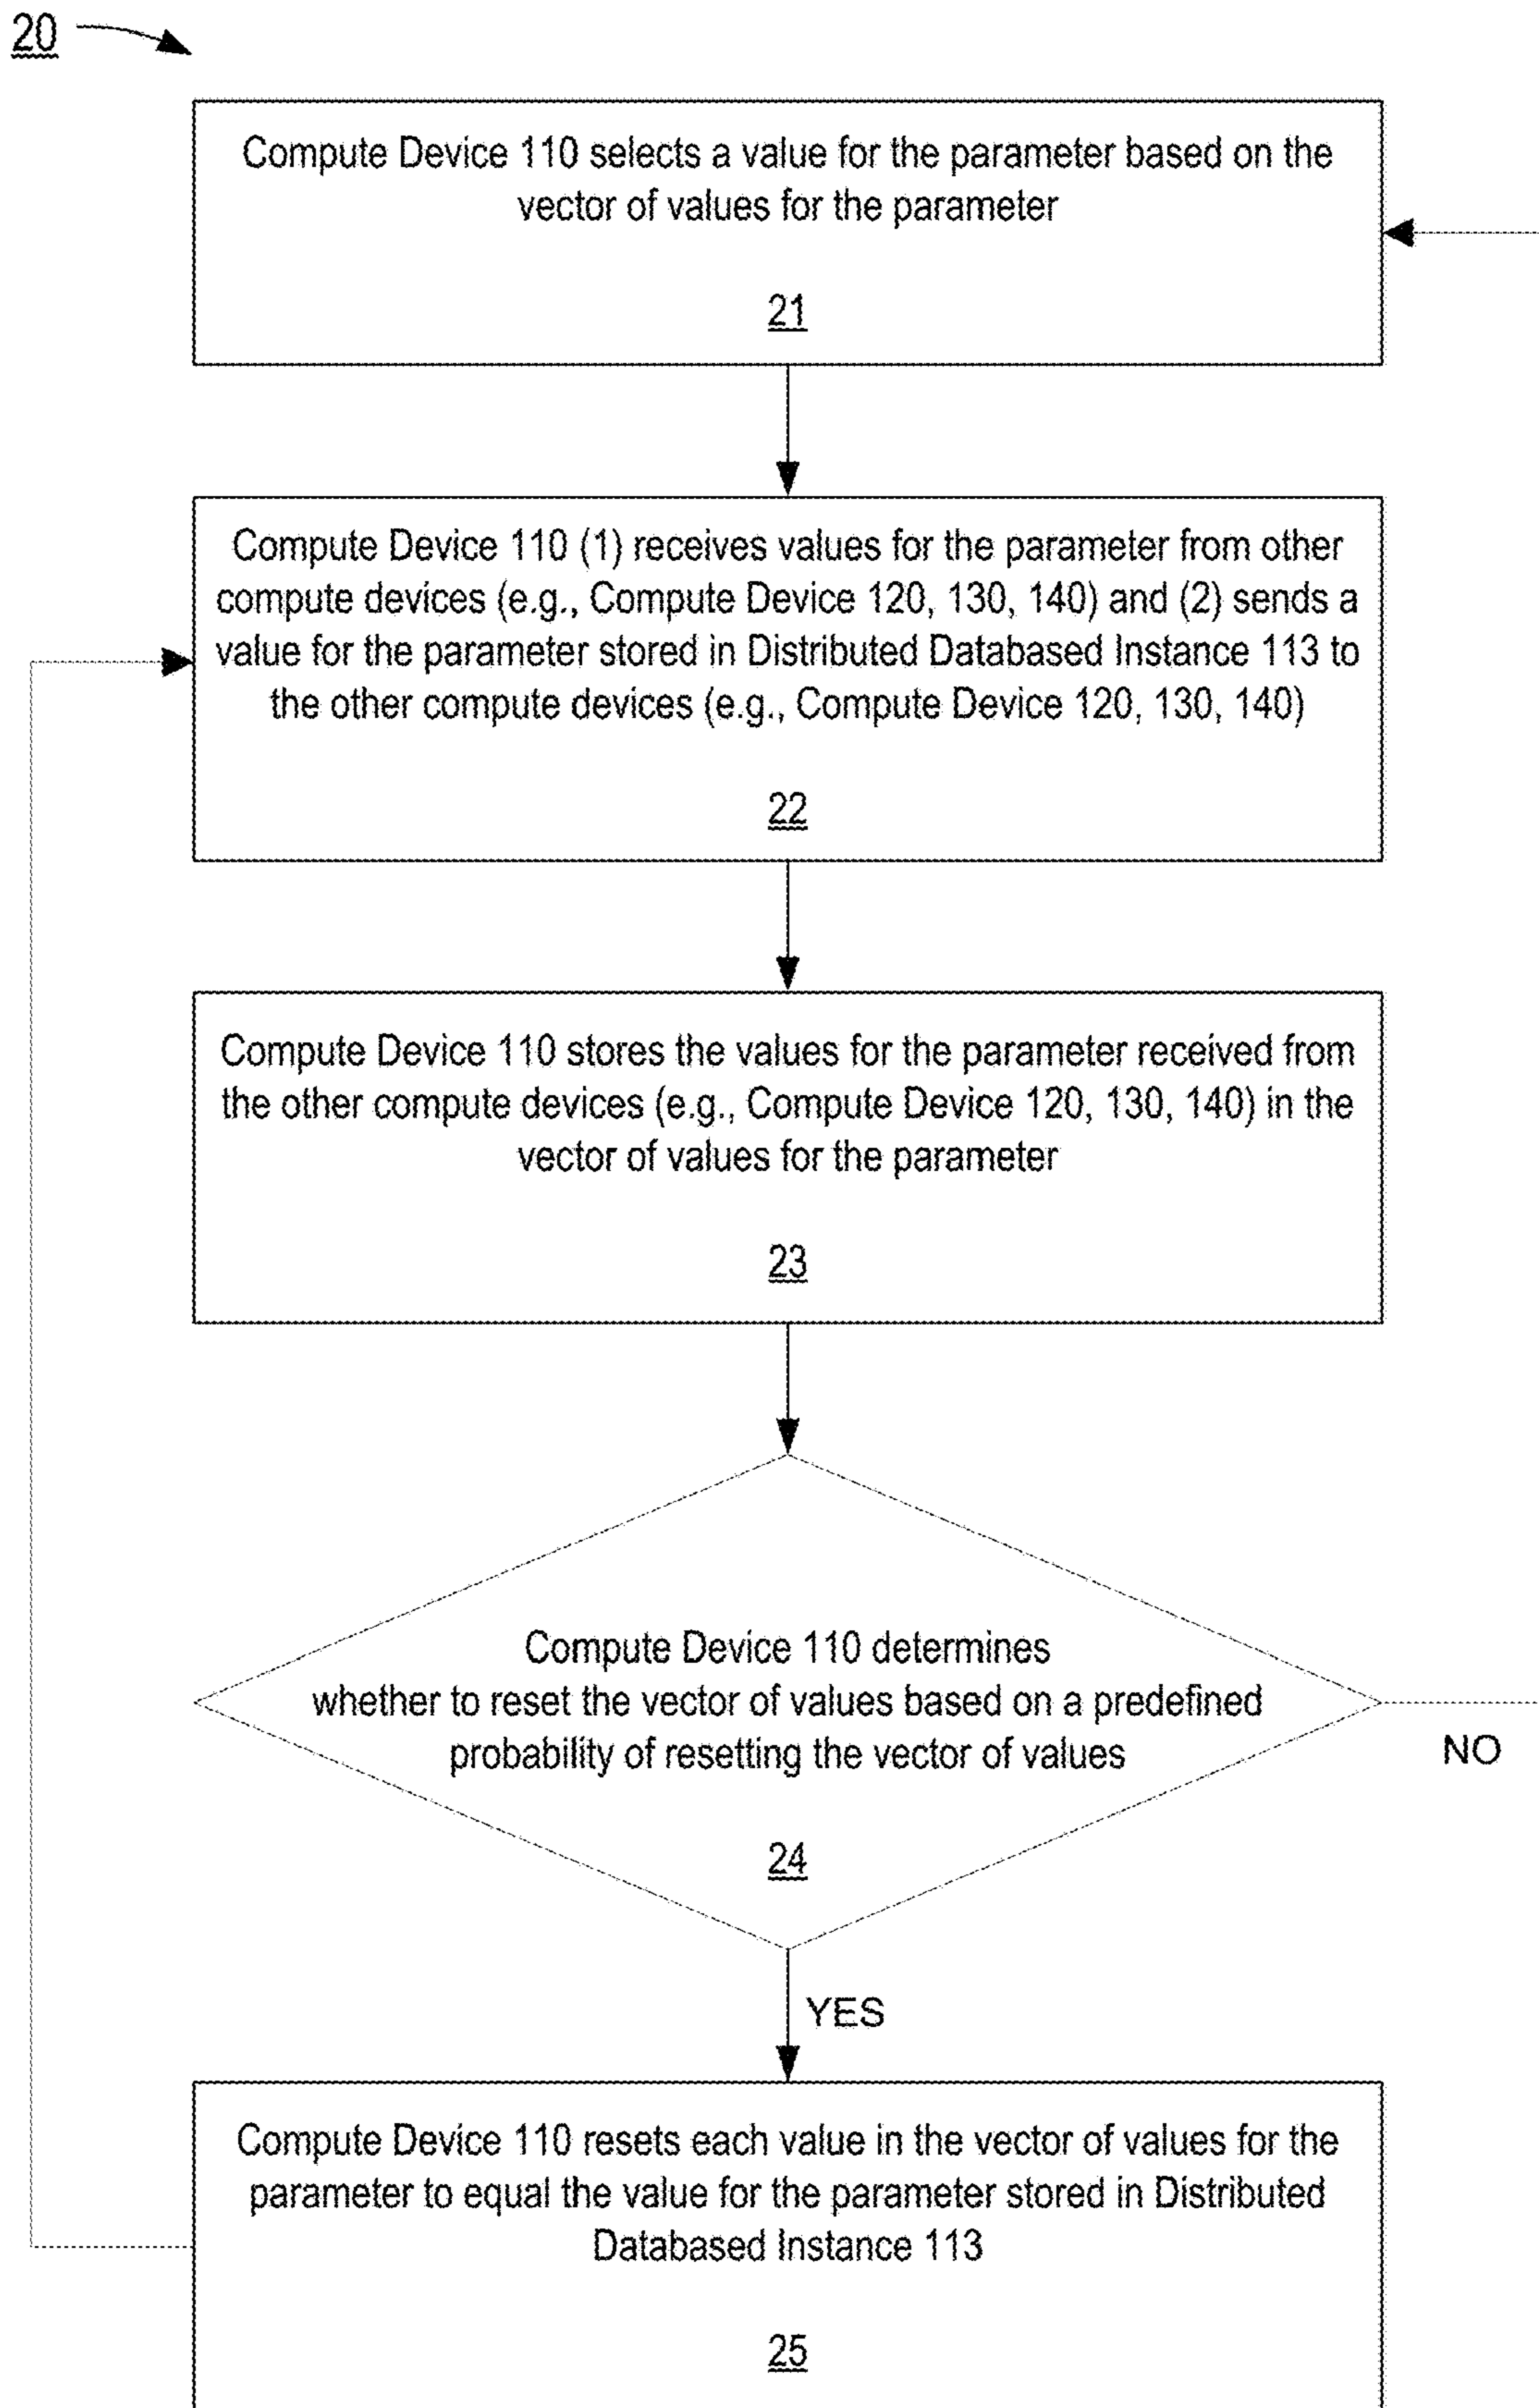 20
Compute Device 110 selects a value for the parameter based on the
vector of values for the parameter
21
Compute Device 110 (1) receives values for the parameter from other
compute devices (e.g., Compute Device 120, 130, 140) and (2) sends a
value for the parameter stored in Distributed Databased Instance 113 to
the other compute devices (e.g., Compute Device 120, 130, 140)
22
Compute Device 110 stores the values for the parameter received from
the other compute devices (e.g., Compute Device 120, 130, 140) in the
vector of values for the parameter
23
Compute Device 110 determines
whether to reset the vector of values based on a predefined
probability of resetting the vector of values
24
NO
YES
Compute Device 110 resets each value in the vector of values for the
parameter to equal the value for the parameter stored in Distributed
Databased Instance 113
25